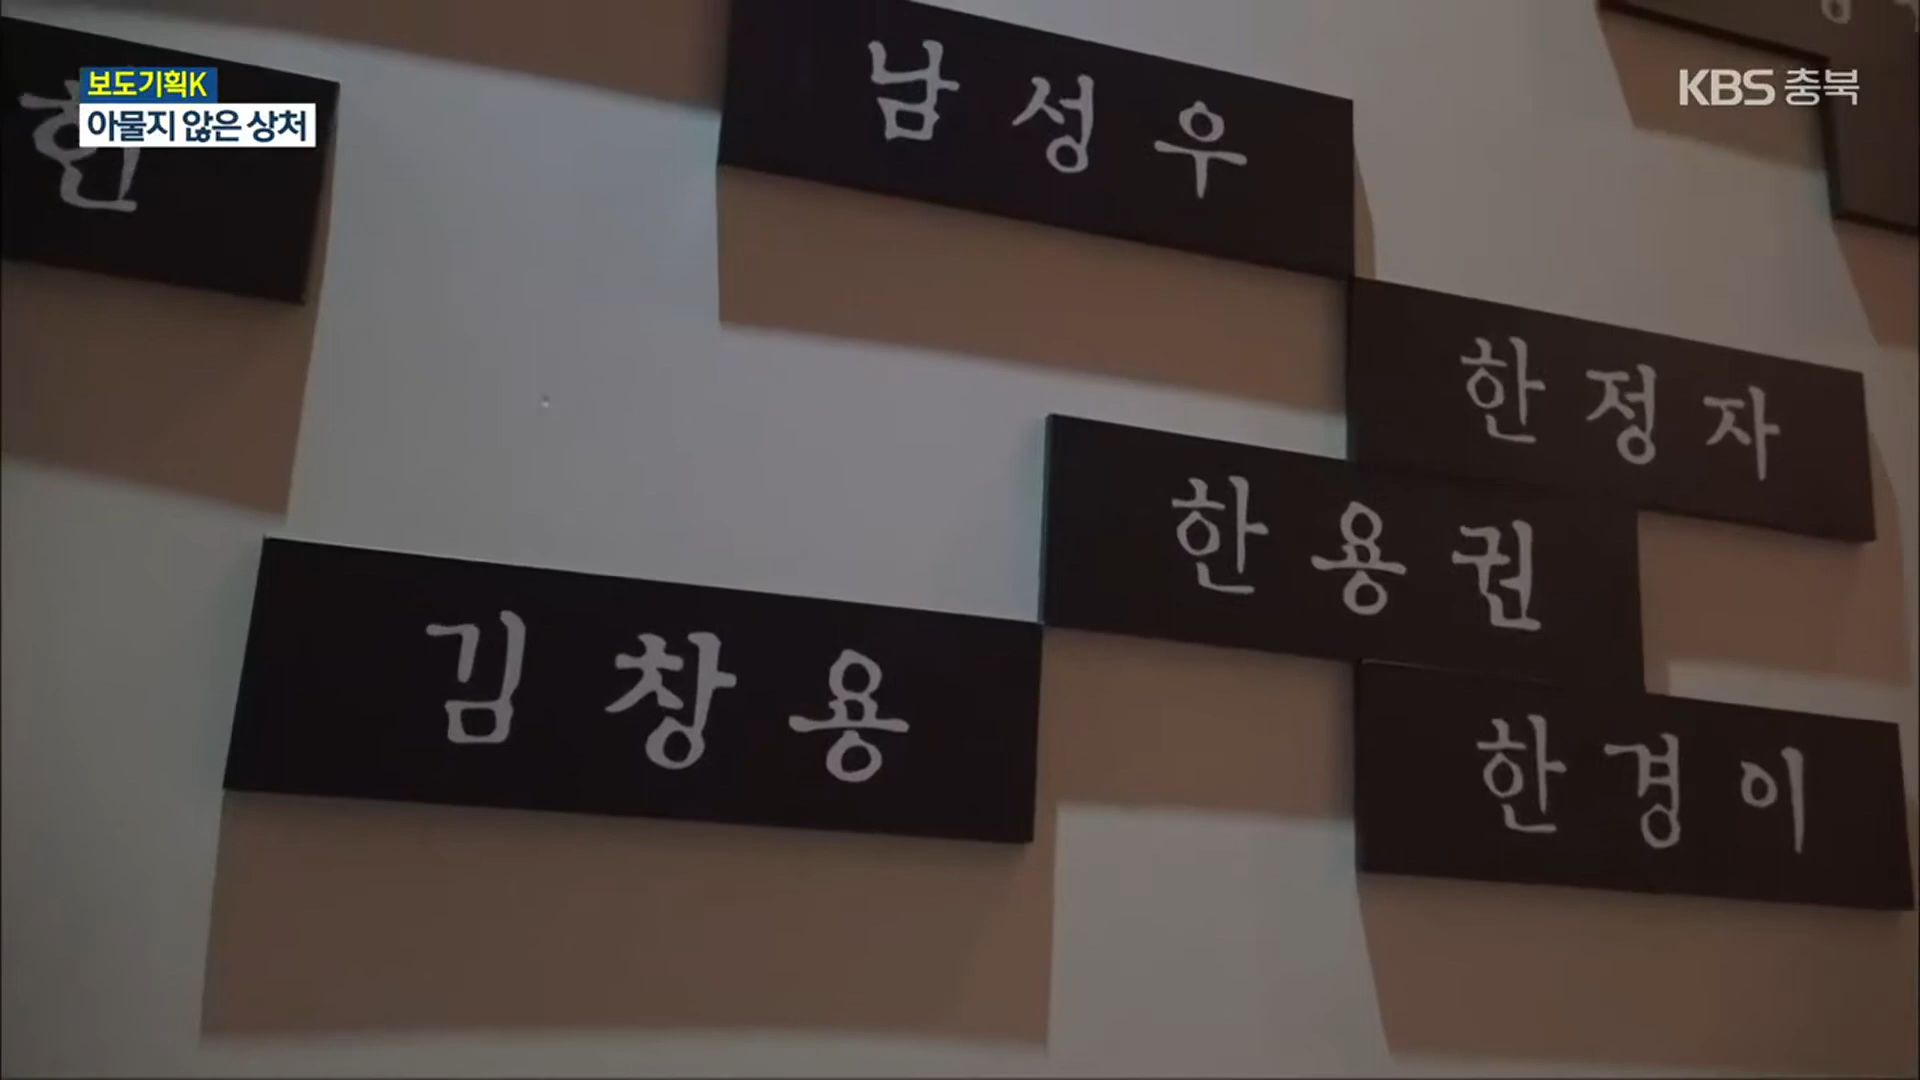 보도기획K
아물지 않은 상처
KBS 충북
남성우
한정자
한용권
김창용
한경이